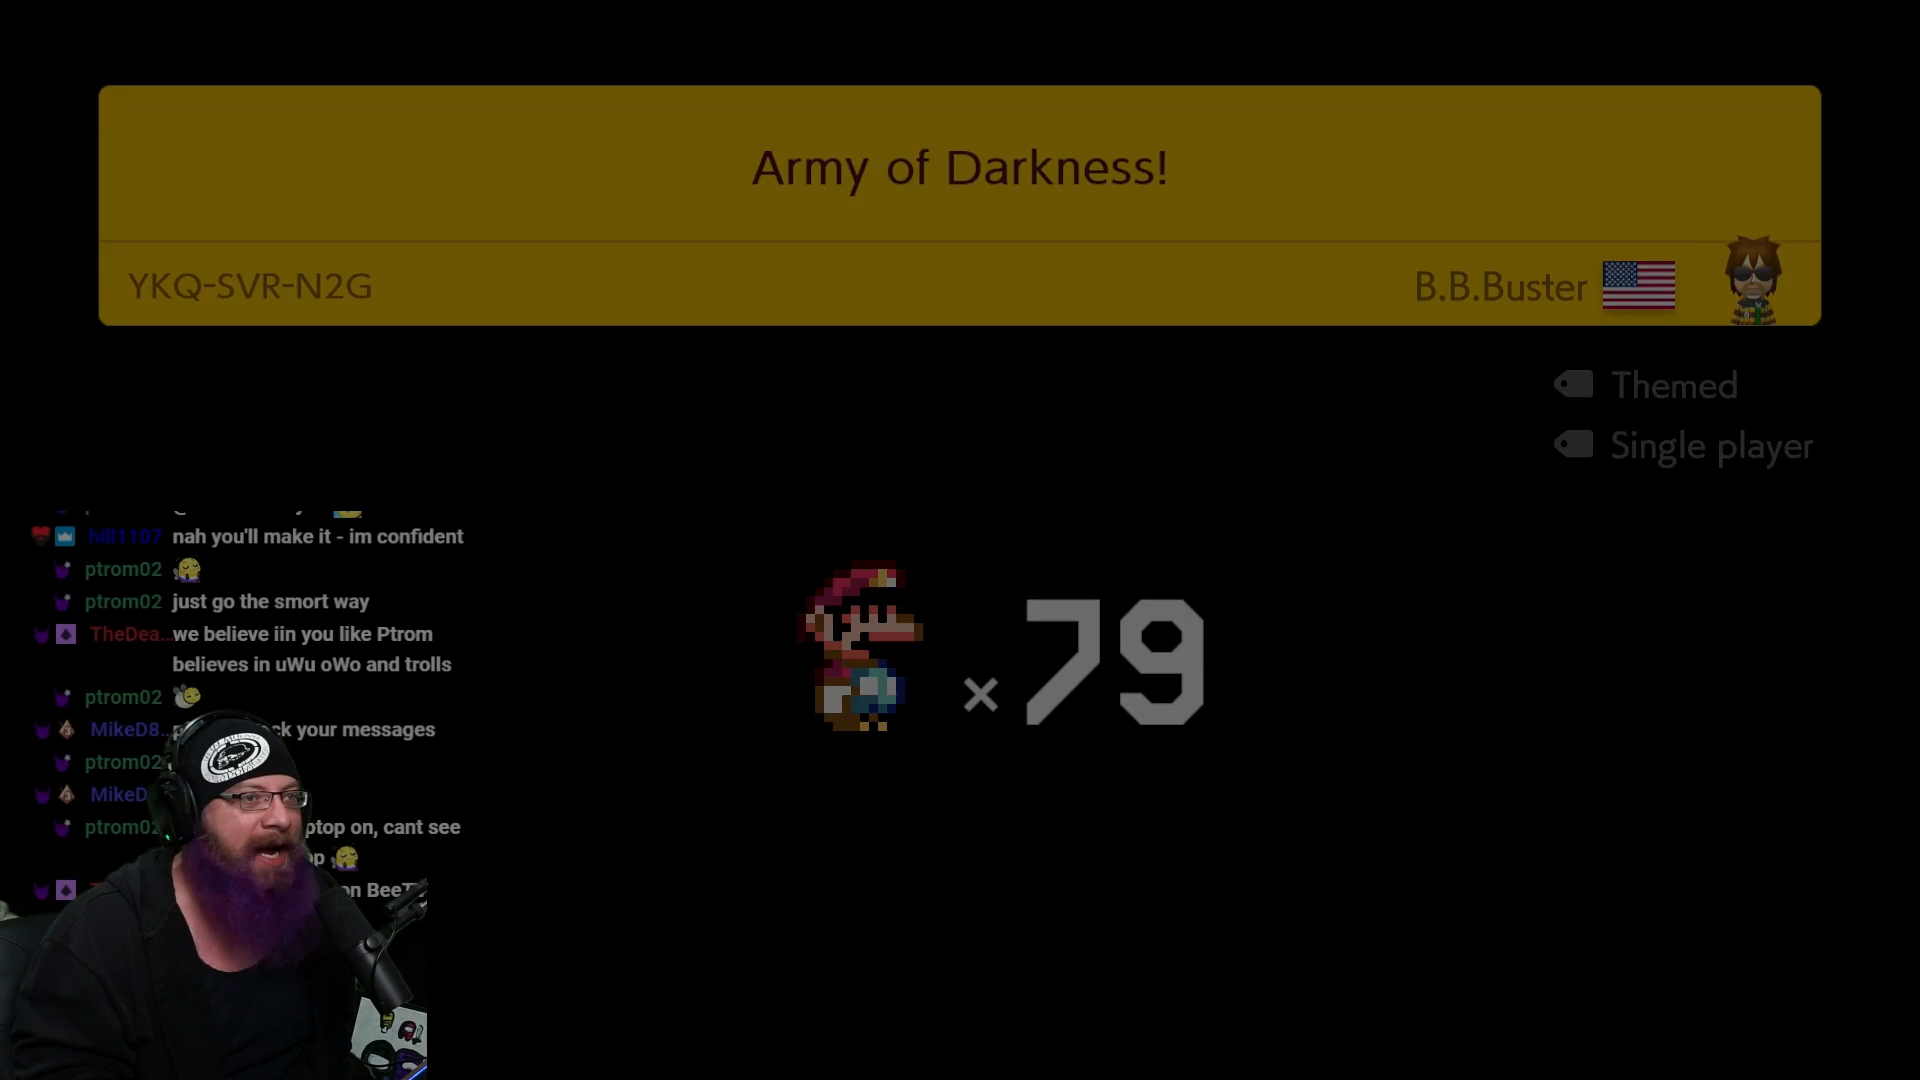 Army of Darkness!
YKQ-SVR-N2G
B.B.Buster
Themed
Single player
hill1107 nah you'll make it - im confident
ptrom02
ptrom02 just go the smort way
TheDea... we believe iin you like Ptrom
believes in uWu oWo and trolls
ptrom02
MikeD8... ck your messages
ptrom02
MikeD
ptrom02 ptop on, cant see
on BeeT
×79